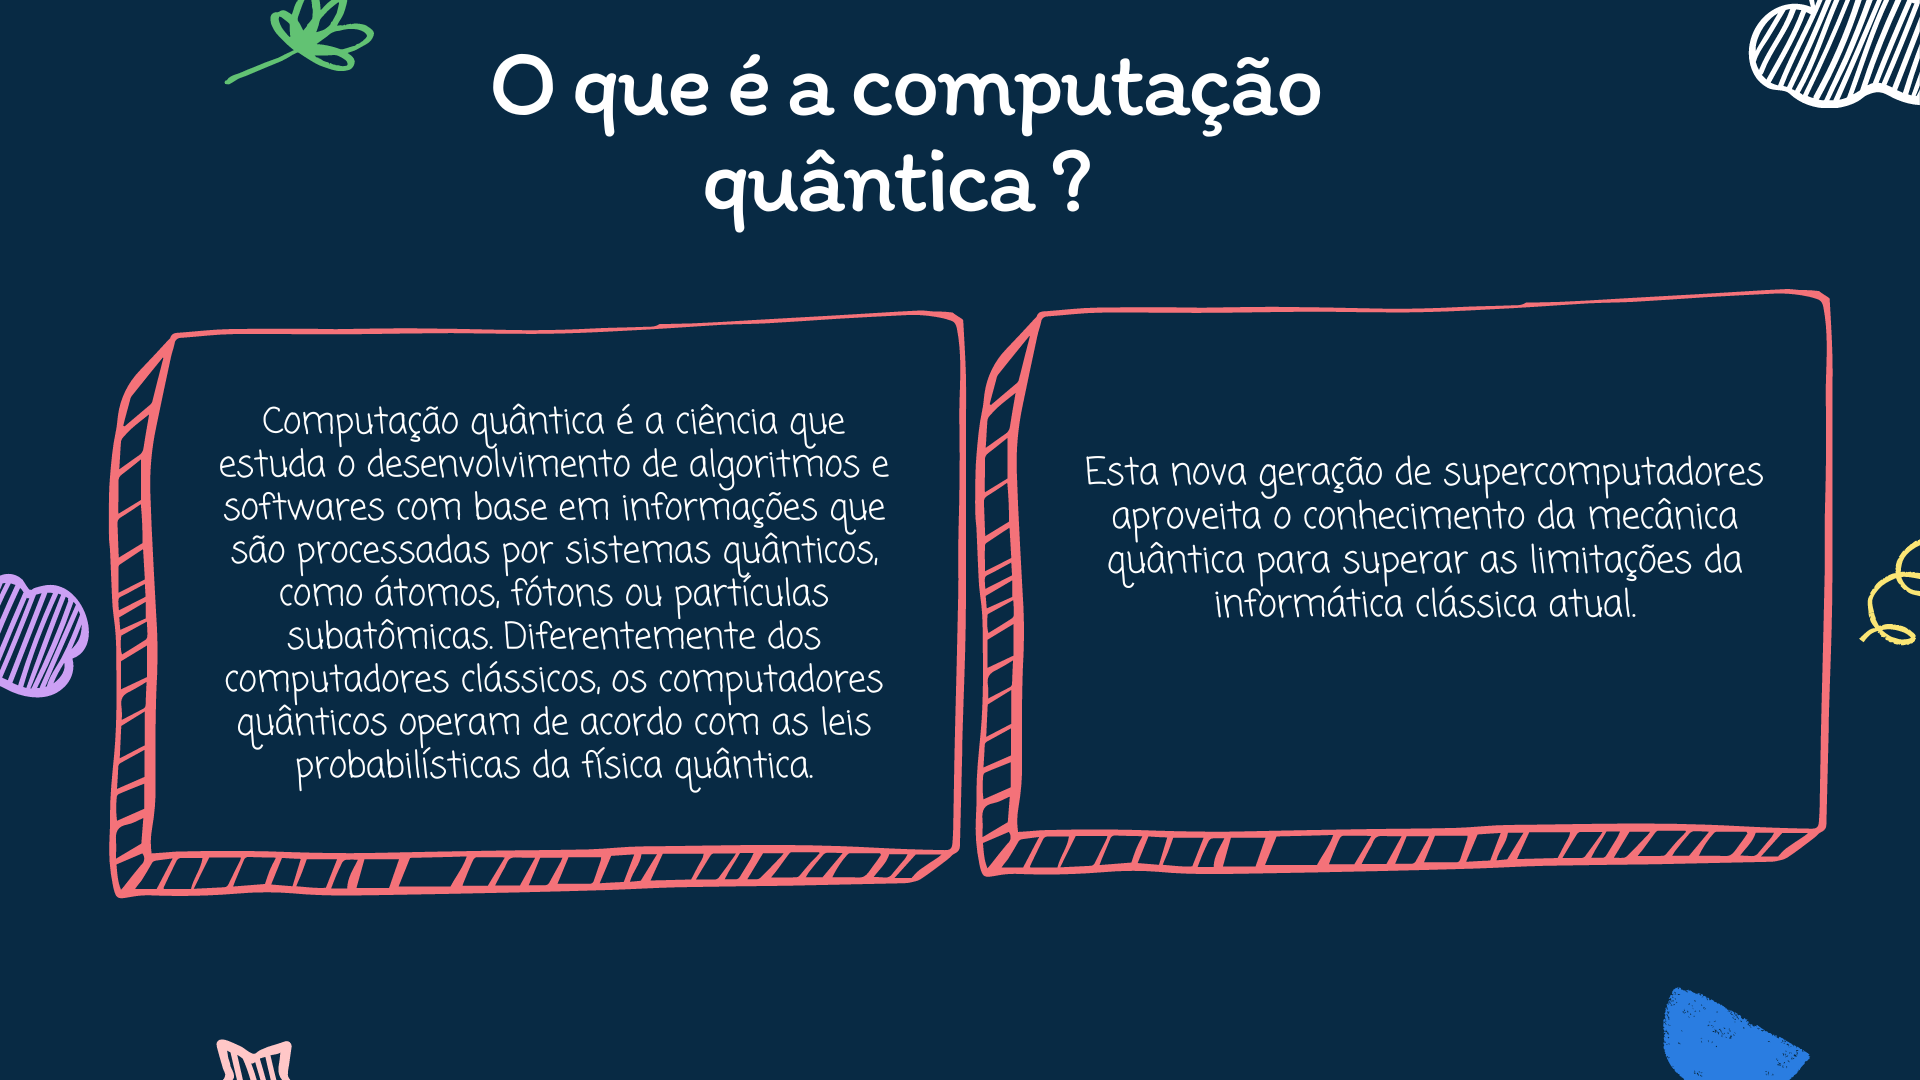 O que é a computação
quântica ?
Computação quântica é a ciência que
estuda o desenvolvimento de algoritmos e
softwares com base em informações que
são processadas por sistemas quânticos,
como átomos, fótons ou partículas
subatômicas. Diferentemente dos
computadores clássicos, os computadores
quânticos operam de acordo com as leis
probabilísticas da física quântica.
Esta nova geração de supercomputadores
aproveita o conhecimento da mecânica
quântica para superar as limitações da
informática clássica atual.